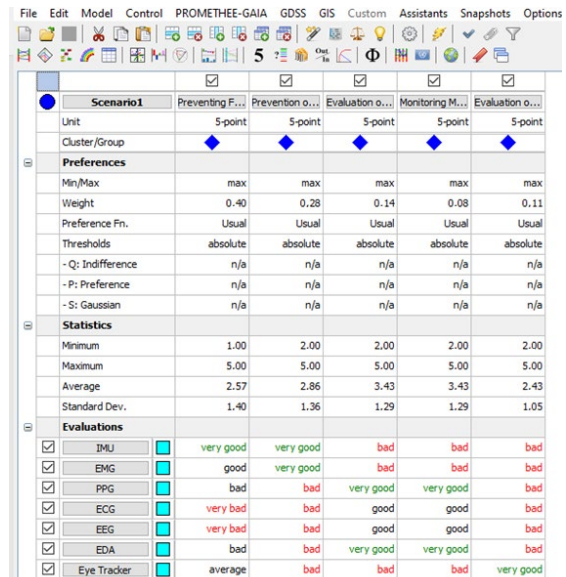 File Edit Model Control PROMETHEE-GAIA GDSS GIS Custom Assistants Snapshots Options
5 Out Φ
Scenario1 Preventing F... Prevention o... Evaluation o... Monitoring M... Evaluation o...
Unit 5-point 5-point 5-point 5-point 5-point
Cluster/Group
Preferences
Min/Max max max max max max
Weight 0.40 0.28 0.14 0.08 0.11
Preference Fn. Usual Usual Usual Usual Usual
Thresholds absolute absolute absolute absolute absolute
- Q: Indifference n/a n/a n/a n/a n/a
- P: Preference n/a n/a n/a n/a n/a
- S: Gaussian n/a n/a n/a n/a n/a
Statistics
Minimum 1.00 2.00 2.00 2.00 2.00
Maximum 5.00 5.00 5.00 5.00 5.00
Average 2.57 2.86 3.43 3.43 2.43
Standard Dev. 1.40 1.36 1.29 1.29 1.05
Evaluations
IMU very good very good bad bad bad
EMG good very good bad bad bad
PPG bad bad very good very good bad
ECG very bad bad good good bad
EEG very bad bad good good bad
EDA bad bad very good very good bad
Eye Tracker average bad bad bad very good